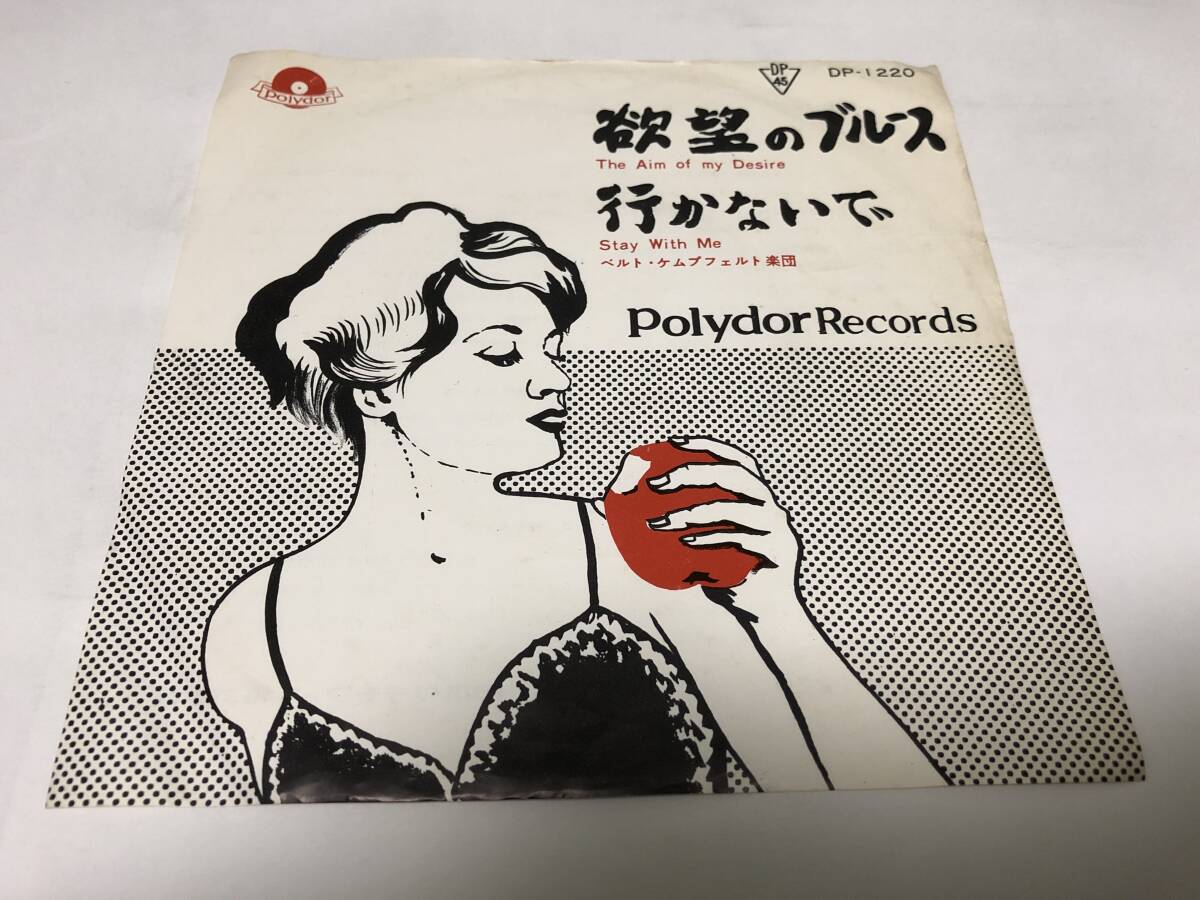 polydor
DP
45
DP-1220
欲望のブルース
The Aim of my Desire
行かないで
Stay With Me
ベルト・ケムプフェルト楽団
Polydor Records